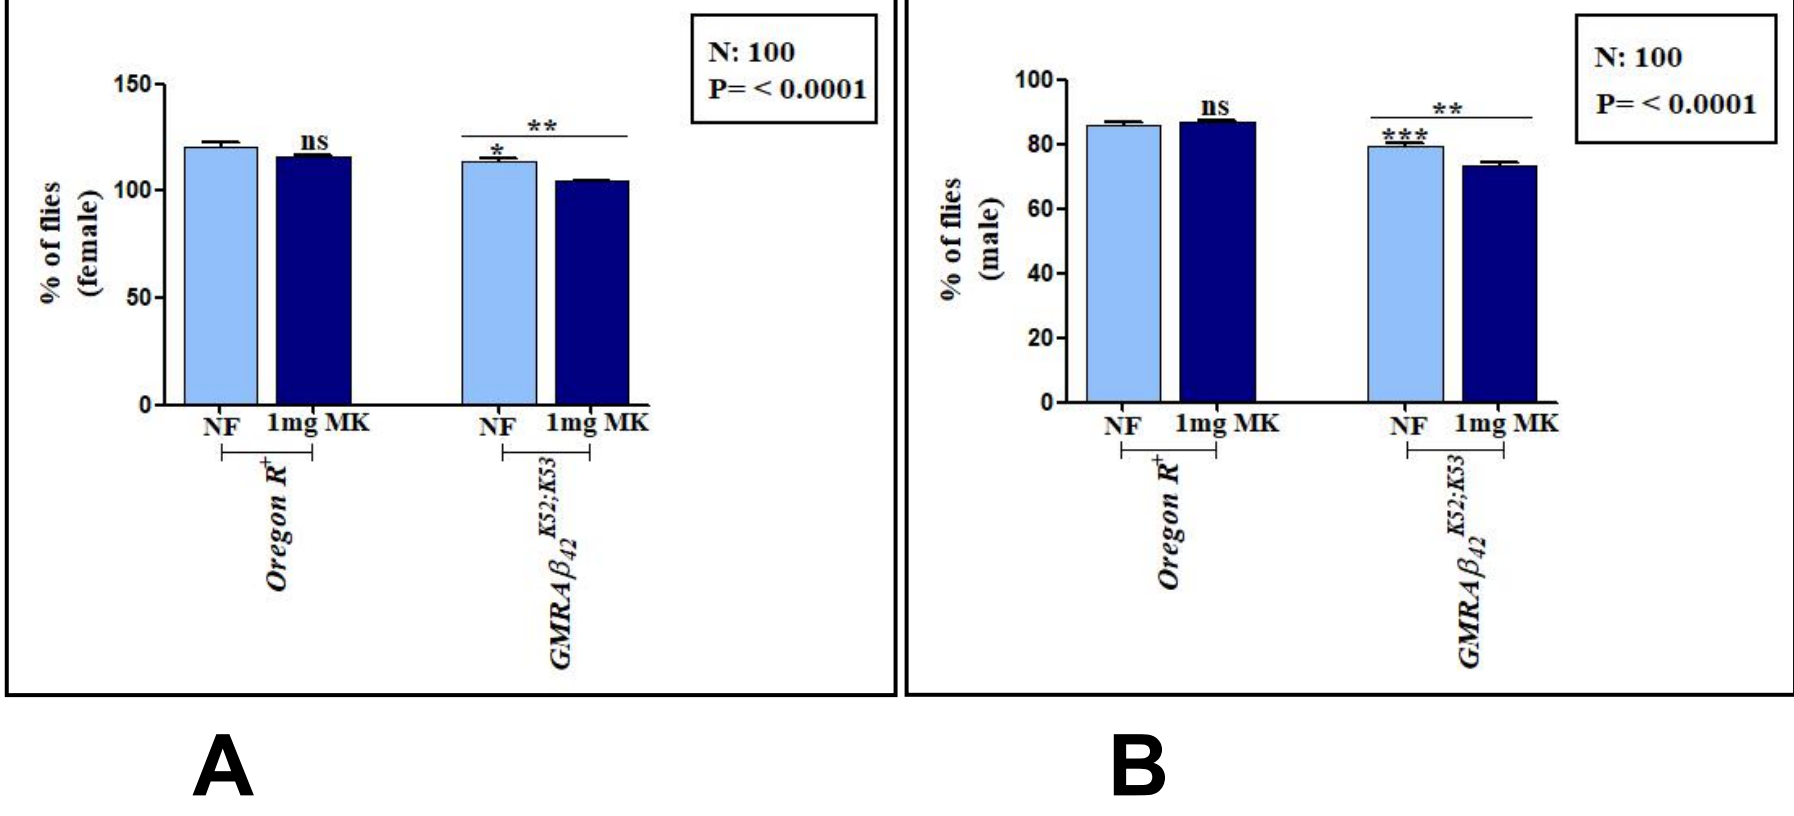 N: 100
P= < 0.0001
150
100
50
0
% of flies
(female)
ns
*
**
NF
1mg MK
NF
1mg MK
Oregon R+
GMRAβ42K52;K53
A
N: 100
P= < 0.0001
100
80
60
40
20
0
% of flies
(male)
ns
***
**
NF
1mg MK
NF
1mg MK
Oregon R+
GMRAβ42K52;K53
B